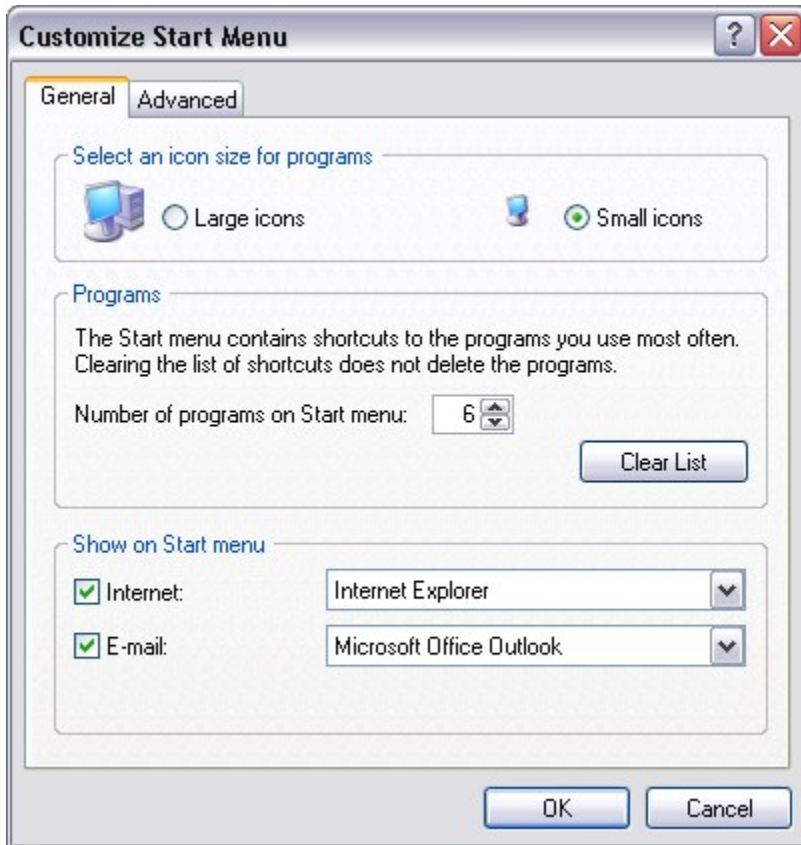 Customize Start Menu
General
Advanced
Select an icon size for programs
Large icons
Small icons
Programs
The Start menu contains shortcuts to the programs you use most often.
Clearing the list of shortcuts does not delete the programs.
Number of programs on Start menu: 6
Clear List
Show on Start menu
Internet: Internet Explorer
E-mail: Microsoft Office Outlook
OK
Cancel